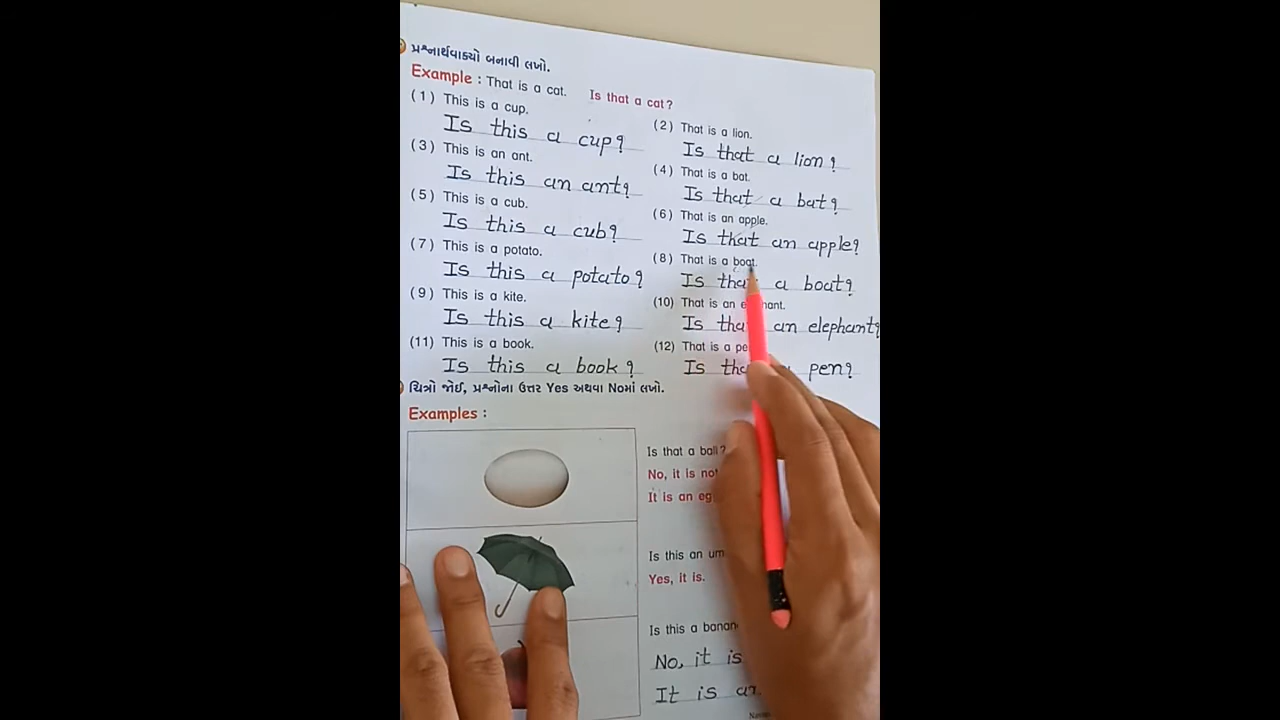 પ્રશ્નાર્થવાક્યો બનાવી લખો.
Example : That is a cat. Is that a cat?
(1) This is a cup.
Is this a cup?
(2) That is a lion.
Is that a lion?
(3) This is an ant.
Is this an ant?
(4) That is a bat.
Is that a bat?
(5) This is a cub.
Is this a cub?
(6) That is an apple.
Is that an apple?
(7) This is a potato.
Is this a potato?
(8) That is a boat.
Is that a boat?
(9) This is a kite.
Is this a kite?
(10) That is an
Is an elephant?
(11) This is a book.
Is this a book?
(12) That is a
Is pen?
ચિત્રો જોઈ, પ્રશ્નોના ઉત્તર Yes અથવા Noમાં લખો.
Examples :
Is that a ball?
No, it is not
It is an
Is this an
Yes, it is.
Is this a
No, it is
It is